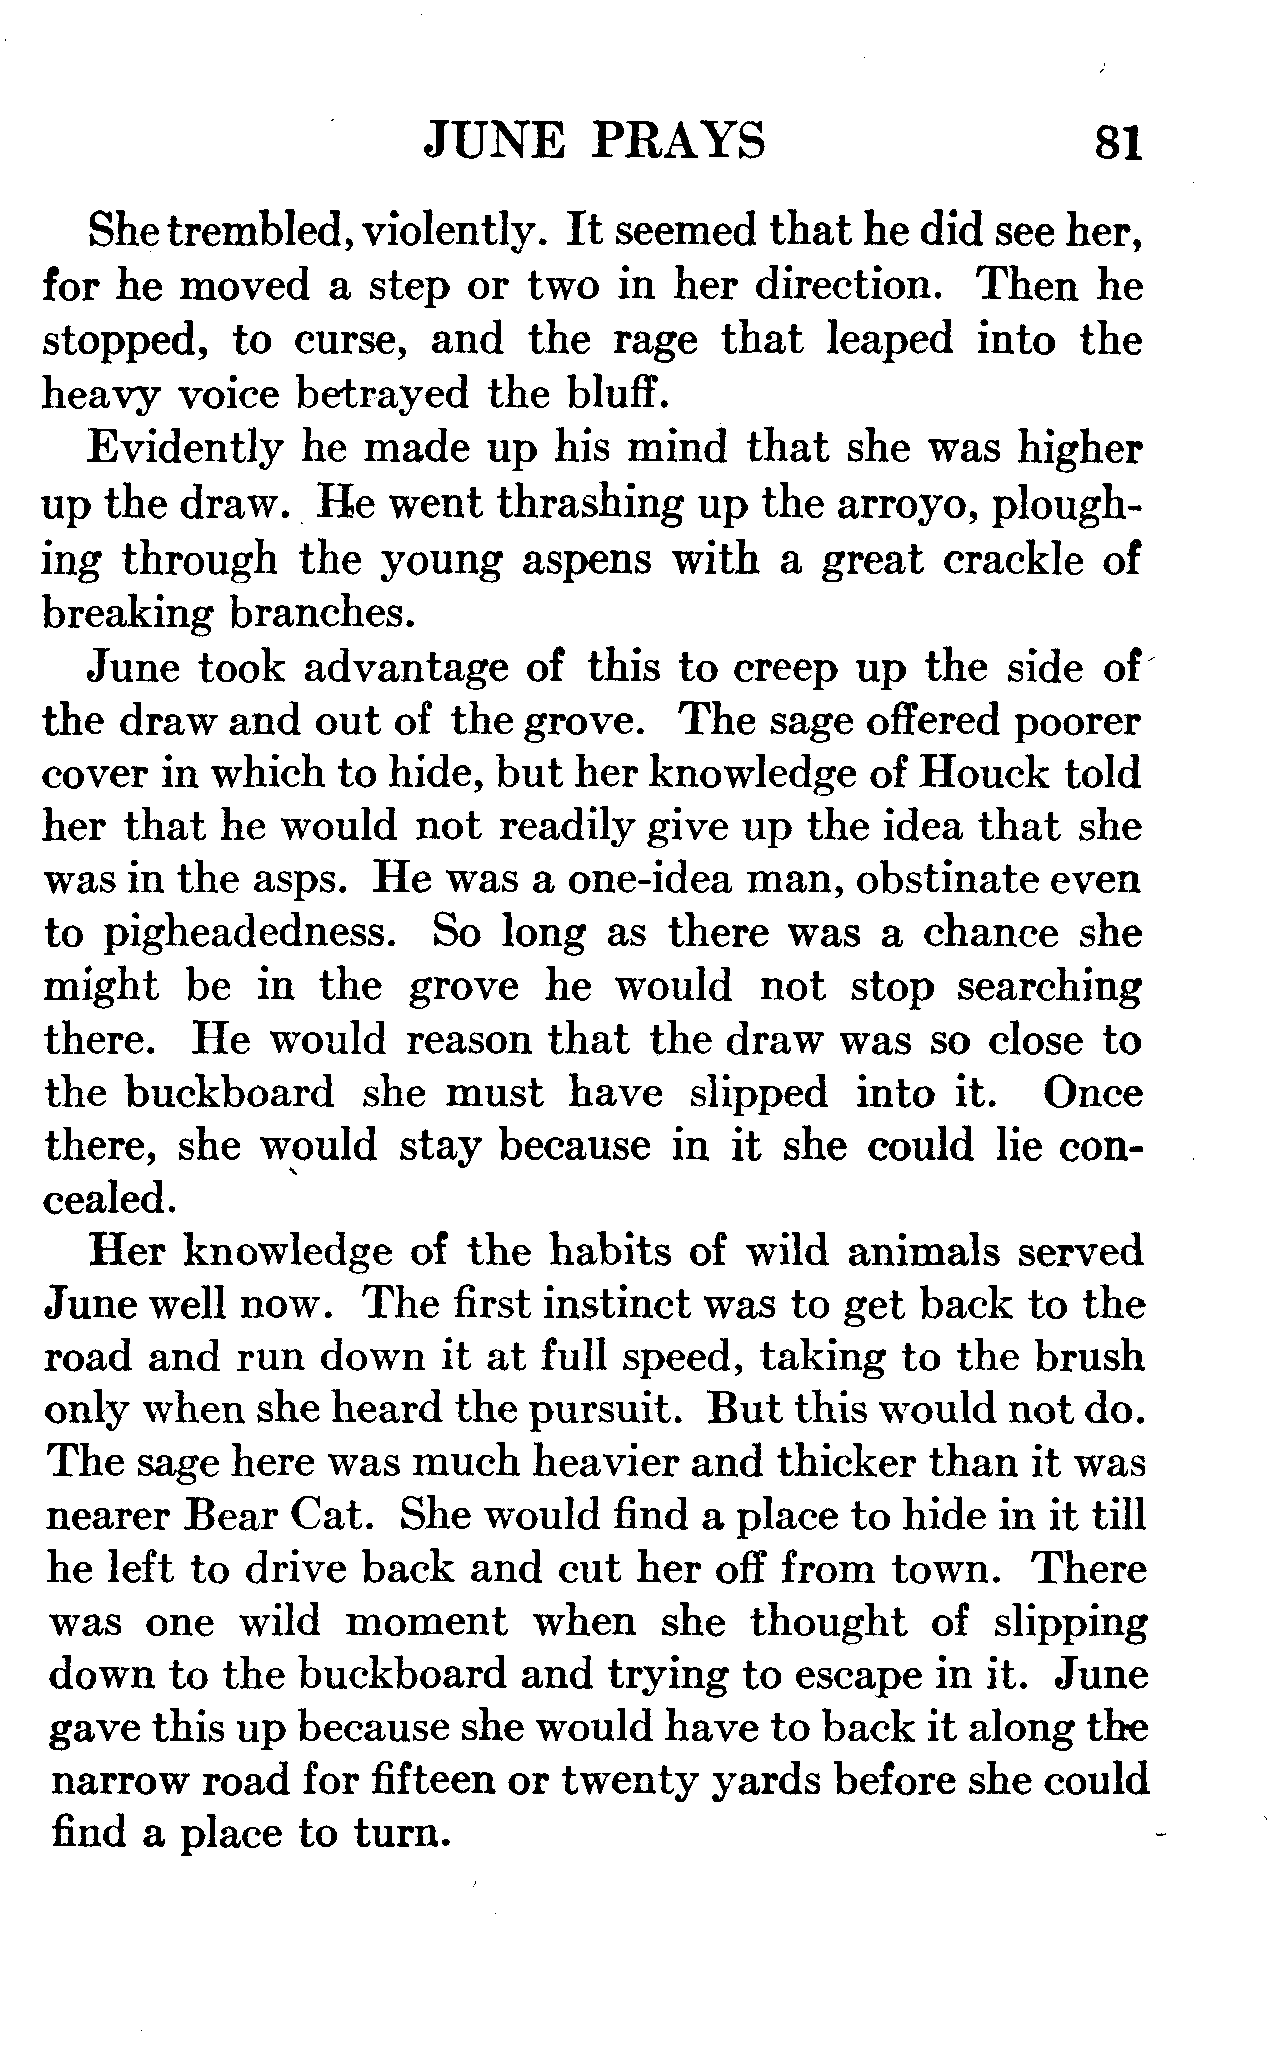 JUNE PRAYS 81
She trembled, violently. It seemed that he did see her,
for he moved a step or two in her direction. Then he
stopped, to curse, and the rage that leaped into the
heavy voice betrayed the bluff.
Evidently he made up his mind that she was higher
up the draw. He went thrashing up the arroyo, plough-
ing through the young aspens with a great crackle of
breaking branches.
June took advantage of this to creep up the side of
the draw and out of the grove. The sage offered poorer
cover in which to hide, but her knowledge of Houck told
her that he would not readily give up the idea that she
was in the asps. He was a one-idea man, obstinate even
to pigheadedness. So long as there was a chance she
might be in the grove he would not stop searching
there. He would reason that the draw was so close to
the buckboard she must have slipped into it. Once
there, she would stay because in it she could lie con-
cealed.
Her knowledge of the habits of wild animals served
June well now. The first instinct was to get back to the
road and run down it at full speed, taking to the brush
only when she heard the pursuit. But this would not do.
The sage here was much heavier and thicker than it was
nearer Bear Cat. She would find a place to hide in it till
he left to drive back and cut her off from town. There
was one wild moment when she thought of slipping
down to the buckboard and trying to escape in it. June
gave this up because she would have to back it along the
narrow road for fifteen or twenty yards before she could
find a place to turn.